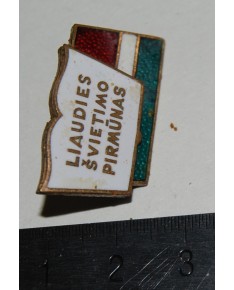 LIAUDIES
ŠVIETIMO
PIRMŪNAS
1 2 3